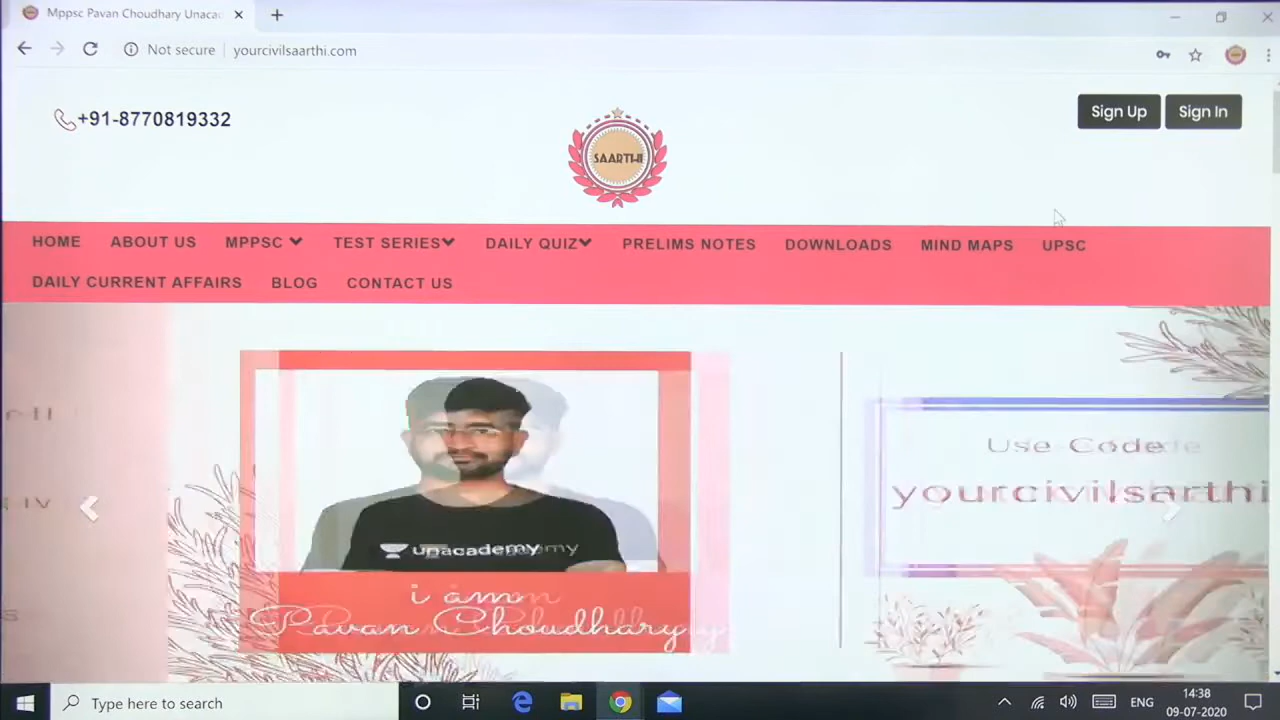 Mppsc Pavan Choudhary Unaca
Not secure yourcivilsaarthi.com
+91-8770819332
SAARTHI
Sign Up Sign In
HOME ABOUT US MPPSC TEST SERIES DAILY QUIZ PRELIMS NOTES DOWNLOADS MIND MAPS UPSC
DAILY CURRENT AFFAIRS BLOG CONTACT US
r-II
IV
s
unacademy
i am
Pavan Choudhary
Use Code
yourcivilsarthi
Type here to search
ENG
14:38
09-07-2020